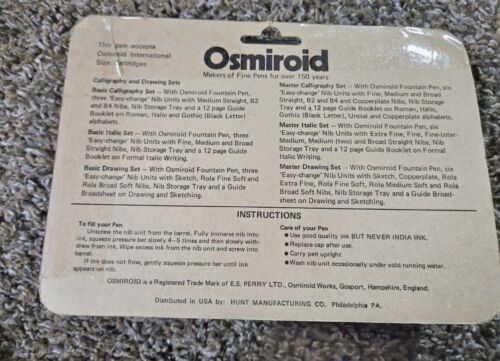 This pen accepts
Osmiroid International
Size cartridges
Osmiroid
Makers of Fine Pens for over 150 years
Calligraphy and Drawing Sets
Basic Calligraphy Set — With Osmiroid Fountain Pen,
three 'Easy-change' Nib Units with Medium Straight, B2
and B4 Nibs, Nib Storage Tray and a 12 page Guide
Booklet on Roman, Italic and Gothic (Black Letter)
alphabets.
Basic Italic Set — With Osmiroid Fountain Pen, three
'Easy-change' Nib Units with Fine, Medium and Broad
Straight Nibs, Nib Storage Tray and a 12 page Guide
Booklet on Formal Italic Writing.
Basic Drawing Set — With Osmiroid Fountain Pen, three
'Easy-change' Nib Units with Sketch, Rola Fine Soft and
Rola Broad Soft Nibs, Nib Storage Tray and a Guide
Broadsheet on Drawing and Sketching.
Master Calligraphy Set — With Osmiroid Fountain Pen, six
'Easy-change' Nib Units with Fine, Medium and Broad
Straight, B2 and B4 and Copperplate Nibs, Nib Storage
Tray and a 12 page Guide Booklet on Roman, Italic,
Gothic (Black Letter), Uncial and Copperplate alphabets.
Master Italic Set — With Osmiroid Fountain Pen, six
'Easy-change' Nib Units with Extra Fine, Fine, Fine-Inter-
Medium, Medium (two) and Broad Straight Nibs, Nib
Storage Tray and a 12 page Guide Booklet on Formal
Italic Writing.
Master Drawing Set — With Osmiroid Fountain Pen, six
'Easy-change' Nib Units with Sketch, Copperplate, Rola
Extra Fine, Rola Fine Soft, Rola Medium Soft and Rola
Broad Soft Nibs, Nib Storage Tray and a Guide Broad-
sheet on Drawing and Sketching.
INSTRUCTIONS
To fill your Pen
Unscrew the nib unit from the barrel. Fully immerse nib into
ink, squeeze pressure bar slowly 4–6 times and then slowly with-
draw from ink. Wipe excess ink from the nib unit and screw into
barrel.
If ink does not flow, gently squeeze pressure bar until ink
appears on nib.
Care of your Pen
● Use good quality ink BUT NEVER INDIA INK.
● Replace cap after use.
● Carry pen upright
● Wash nib unit occasionally under cold running water.
OSMIROID is a Registered Trade Mark of E.S. PERRY LTD., Osmiroid Works, Gosport, Hampshire, England.
Distributed in USA by: HUNT MANUFACTURING CO. Philadelphia PA.